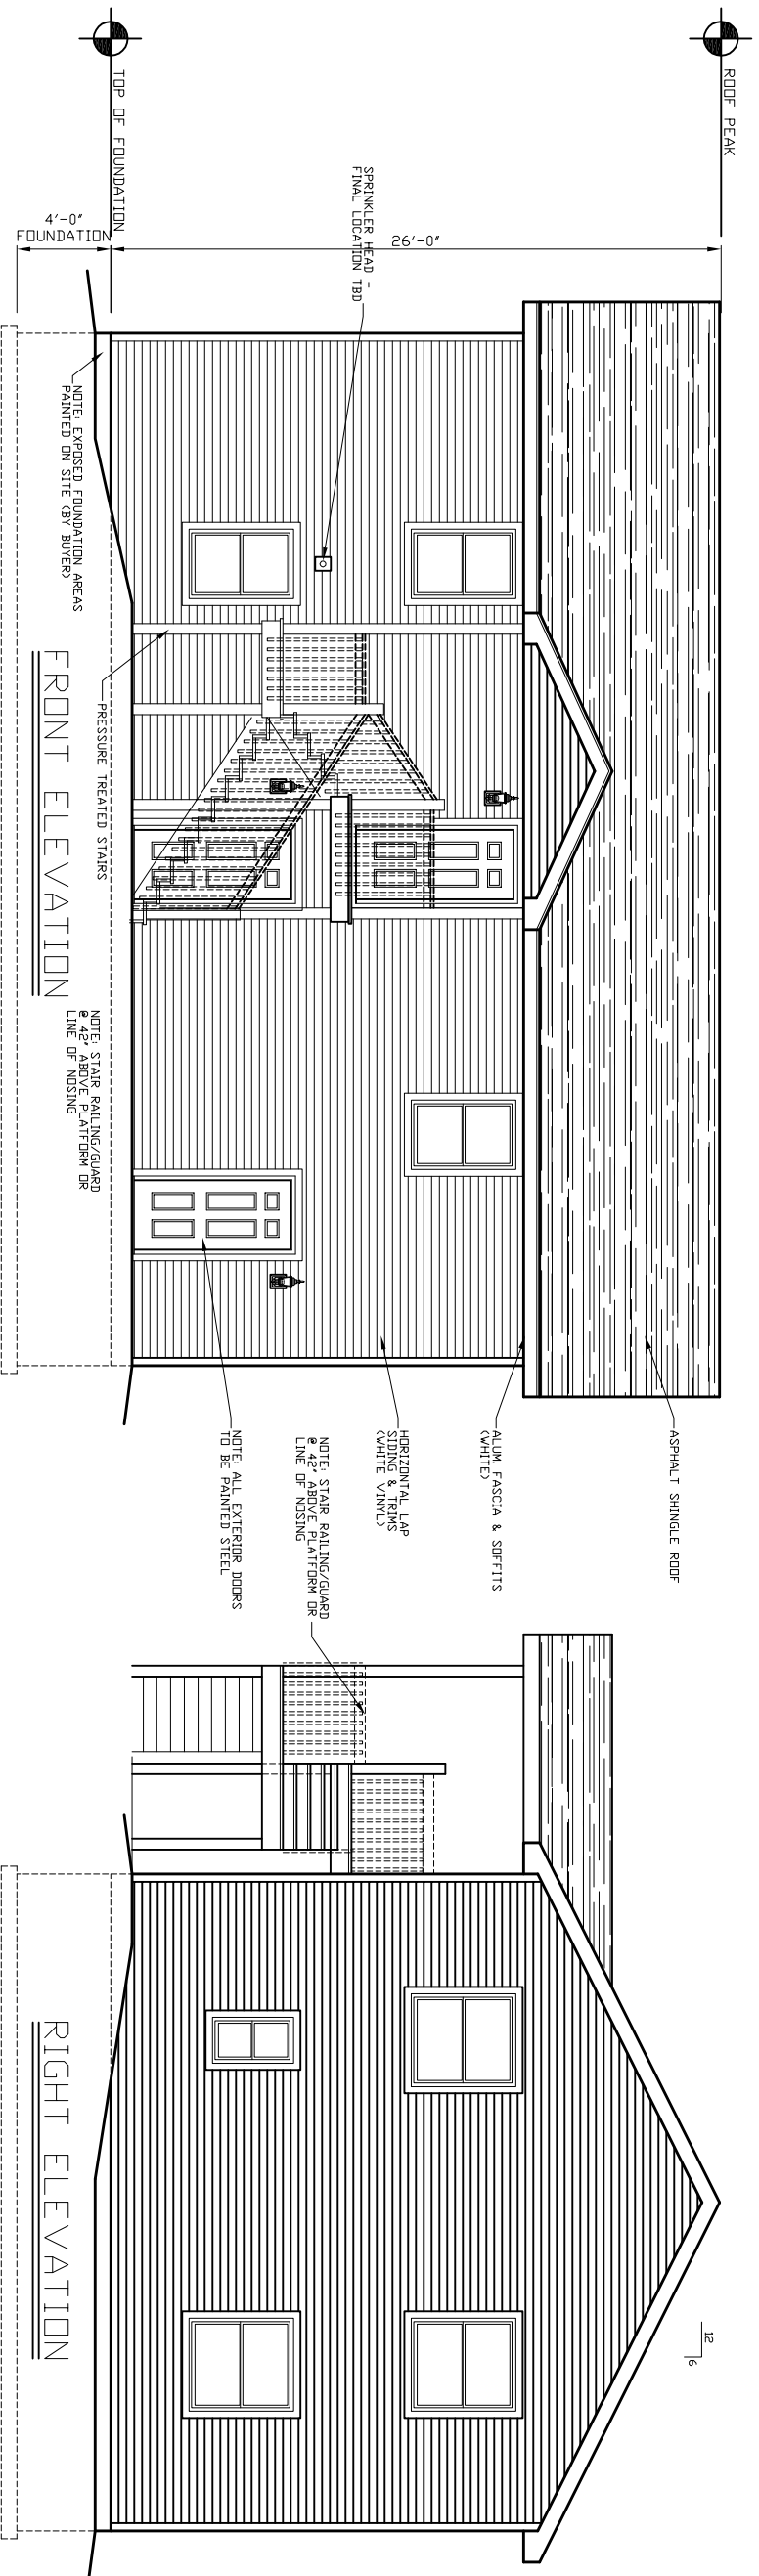 ROOF PEAK
TOP OF FOUNDATION
26'-0"
4'-0"
FOUNDATION
SPRINKLER HEAD -
FINAL LOCATION TBD
NOTE: EXPOSED FOUNDATION AREAS
PAINTED ON SITE (BY BUYER)
PRESSURE TREATED STAIRS
NOTE: STAIR RAILING/GUARD
@ 42" ABOVE PLATFORM OR
LINE OF NOSING
FRONT ELEVATION
ASPHALT SHINGLE ROOF
ALUM. FASCIA & SOFFITS
(WHITE)
HORIZONTAL LAP
SIDING & TRIMS
(WHITE VINYL)
NOTE: STAIR RAILING/GUARD
@ 42" ABOVE PLATFORM OR
LINE OF NOSING
NOTE: ALL EXTERIOR DOORS
TO BE PAINTED STEEL
12
6
RIGHT ELEVATION